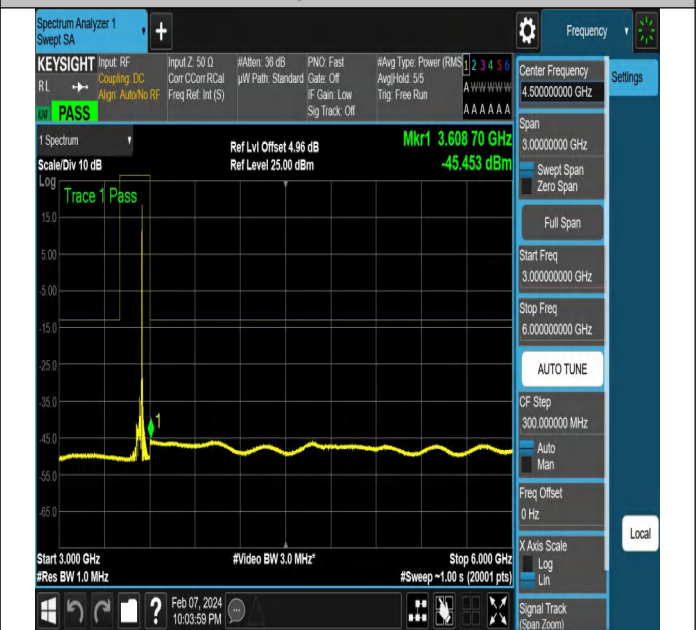 Spectrum Analyzer 1
Swept SA
Frequency
KEYSIGHT
RL
PASS
Input: RF
Coupling: DC
Align: Auto/No RF
Input Z: 50 Ω
Corr CCorr RCal
Freq Ref: Int (S)
#Atten: 36 dB
µW Path: Standard
PNO: Fast
Gate: Off
IF Gain: Low
Sig Track: Off
#Avg Type: Power (RMS
Avg|Hold: 5/5
Trig: Free Run
1 2 3 4 5 6
A W W W W W
A A A A A A
Center Frequency
4.500000000 GHz
Settings
1 Spectrum
Scale/Div 10 dB
Ref Lvl Offset 4.96 dB
Ref Level 25.00 dBm
Mkr1 3.608 70 GHz
-45.453 dBm
Log
Trace 1 Pass
15.0
5.00
-5.00
-15.0
-25.0
-35.0
-45.0
-55.0
-65.0
1
Start 3.000 GHz
#Res BW 1.0 MHz
#Video BW 3.0 MHz*
Stop 6.000 GHz
#Sweep ~1.00 s (20001 pts)
Span
3.00000000 GHz
Swept Span
Zero Span
Full Span
Start Freq
3.000000000 GHz
Stop Freq
6.000000000 GHz
AUTO TUNE
CF Step
300.000000 MHz
Auto
Man
Freq Offset
0 Hz
X Axis Scale
Log
Lin
Signal Track
(Span Zoom)
Local
?
Feb 07, 2024
10:03:59 PM